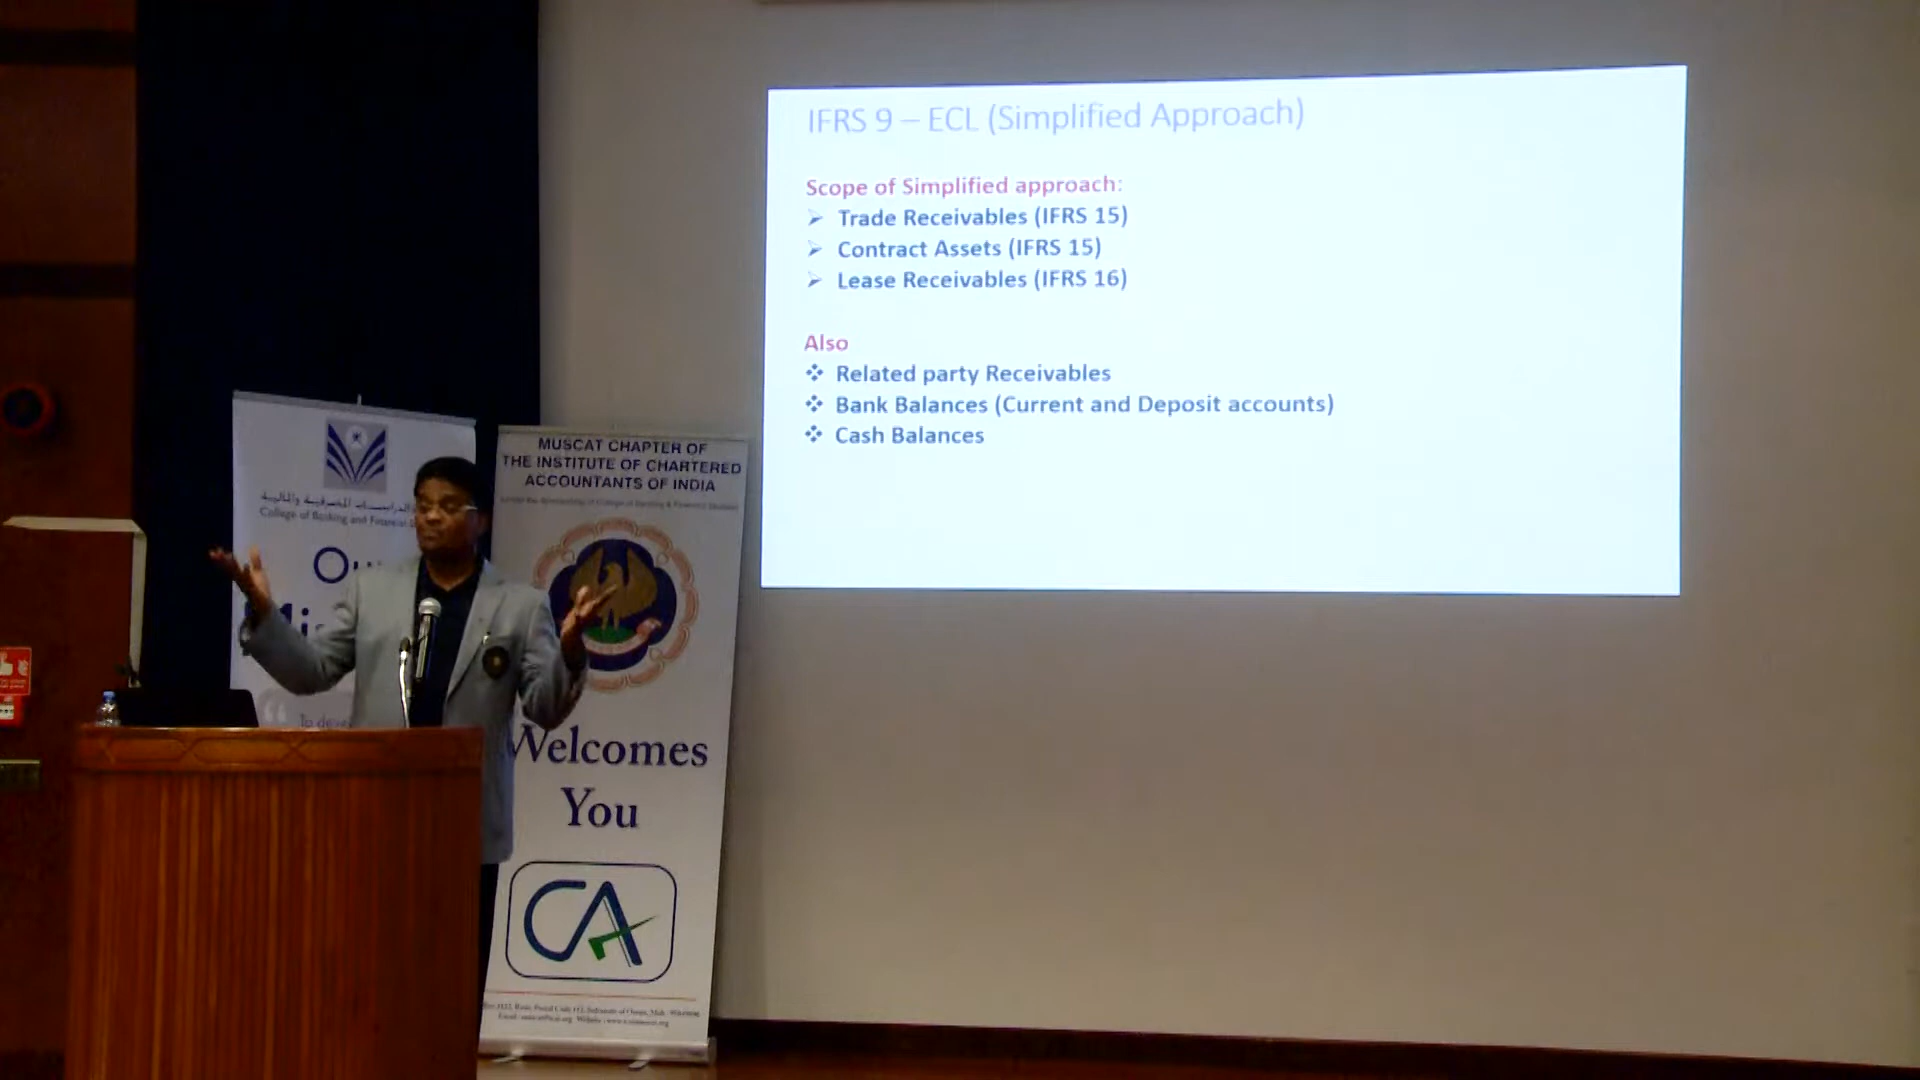 IFRS 9 – ECL (Simplified Approach)
Scope of Simplified approach:
➢ Trade Receivables (IFRS 15)
➢ Contract Assets (IFRS 15)
➢ Lease Receivables (IFRS 16)
Also
❖ Related party Receivables
❖ Bank Balances (Current and Deposit accounts)
❖ Cash Balances
College of Banking and Financial
To deve
MUSCAT CHAPTER OF
THE INSTITUTE OF CHARTERED
ACCOUNTANTS OF INDIA
Welcomes
You
CA